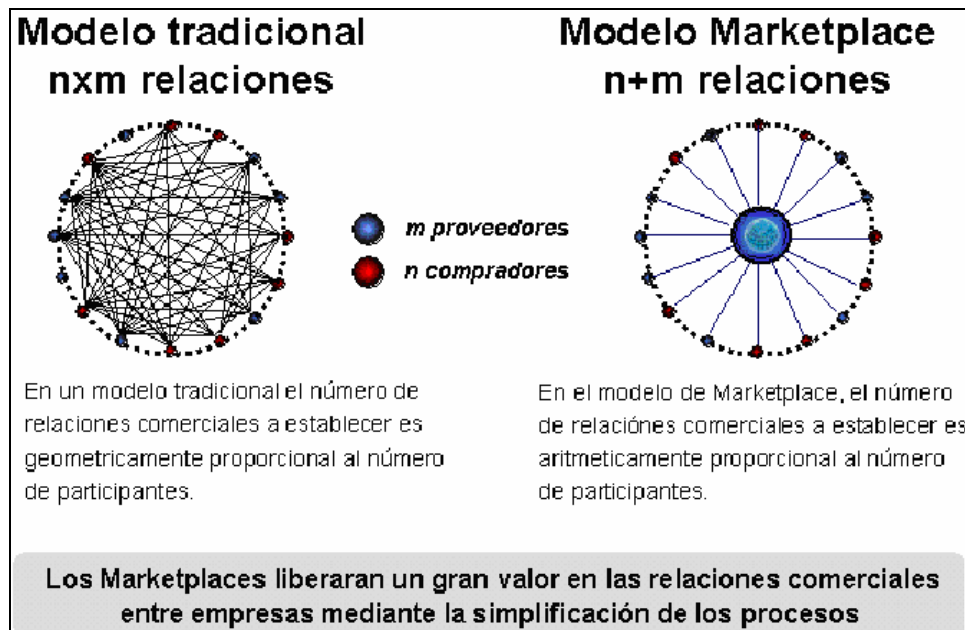 Modelo tradicional
nxm relaciones
Modelo Marketplace
n+m relaciones
m proveedores
n compradores
En un modelo tradicional el número de
relaciones comerciales a establecer es
geometricamente proporcional al número
de participantes.
En el modelo de Marketplace, el número
de relaciónes comerciales a establecer es
aritmeticamente proporcional al número
de participantes.
Los Marketplaces liberaran un gran valor en las relaciones comerciales
entre empresas mediante la simplificación de los procesos